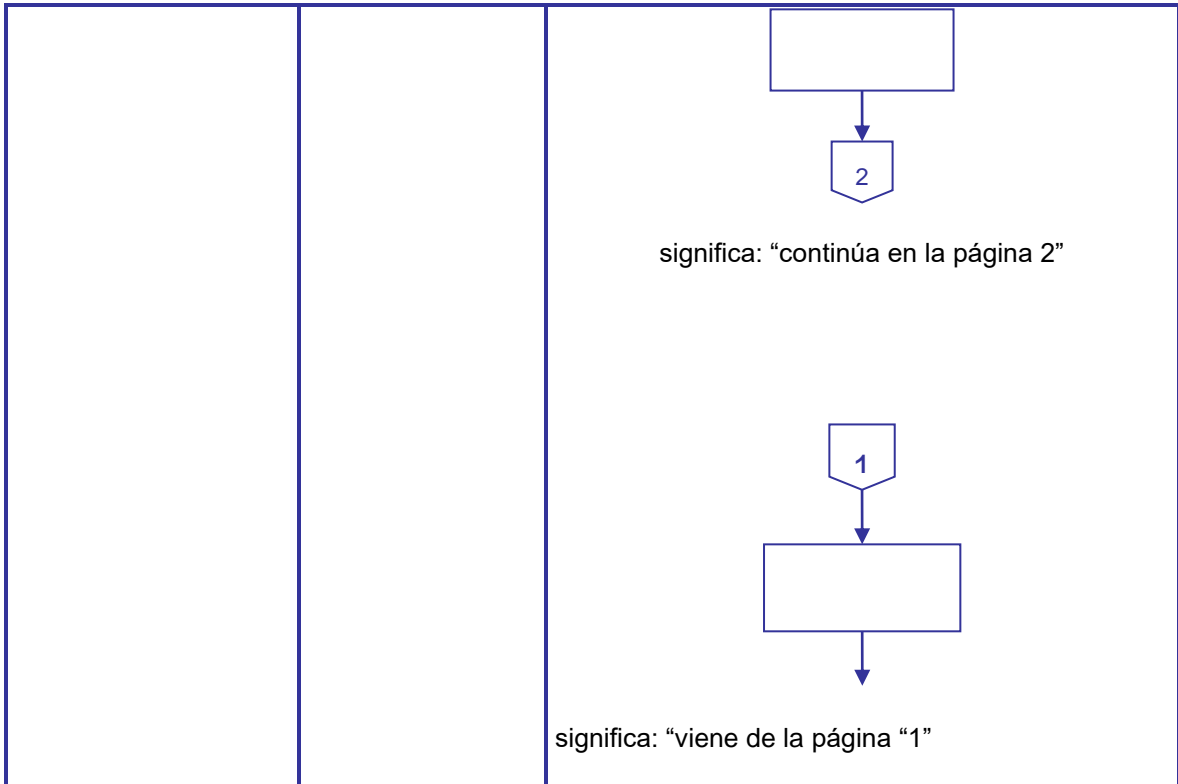 2
significa: “continúa en la página 2”
1
significa: “viene de la página “1”